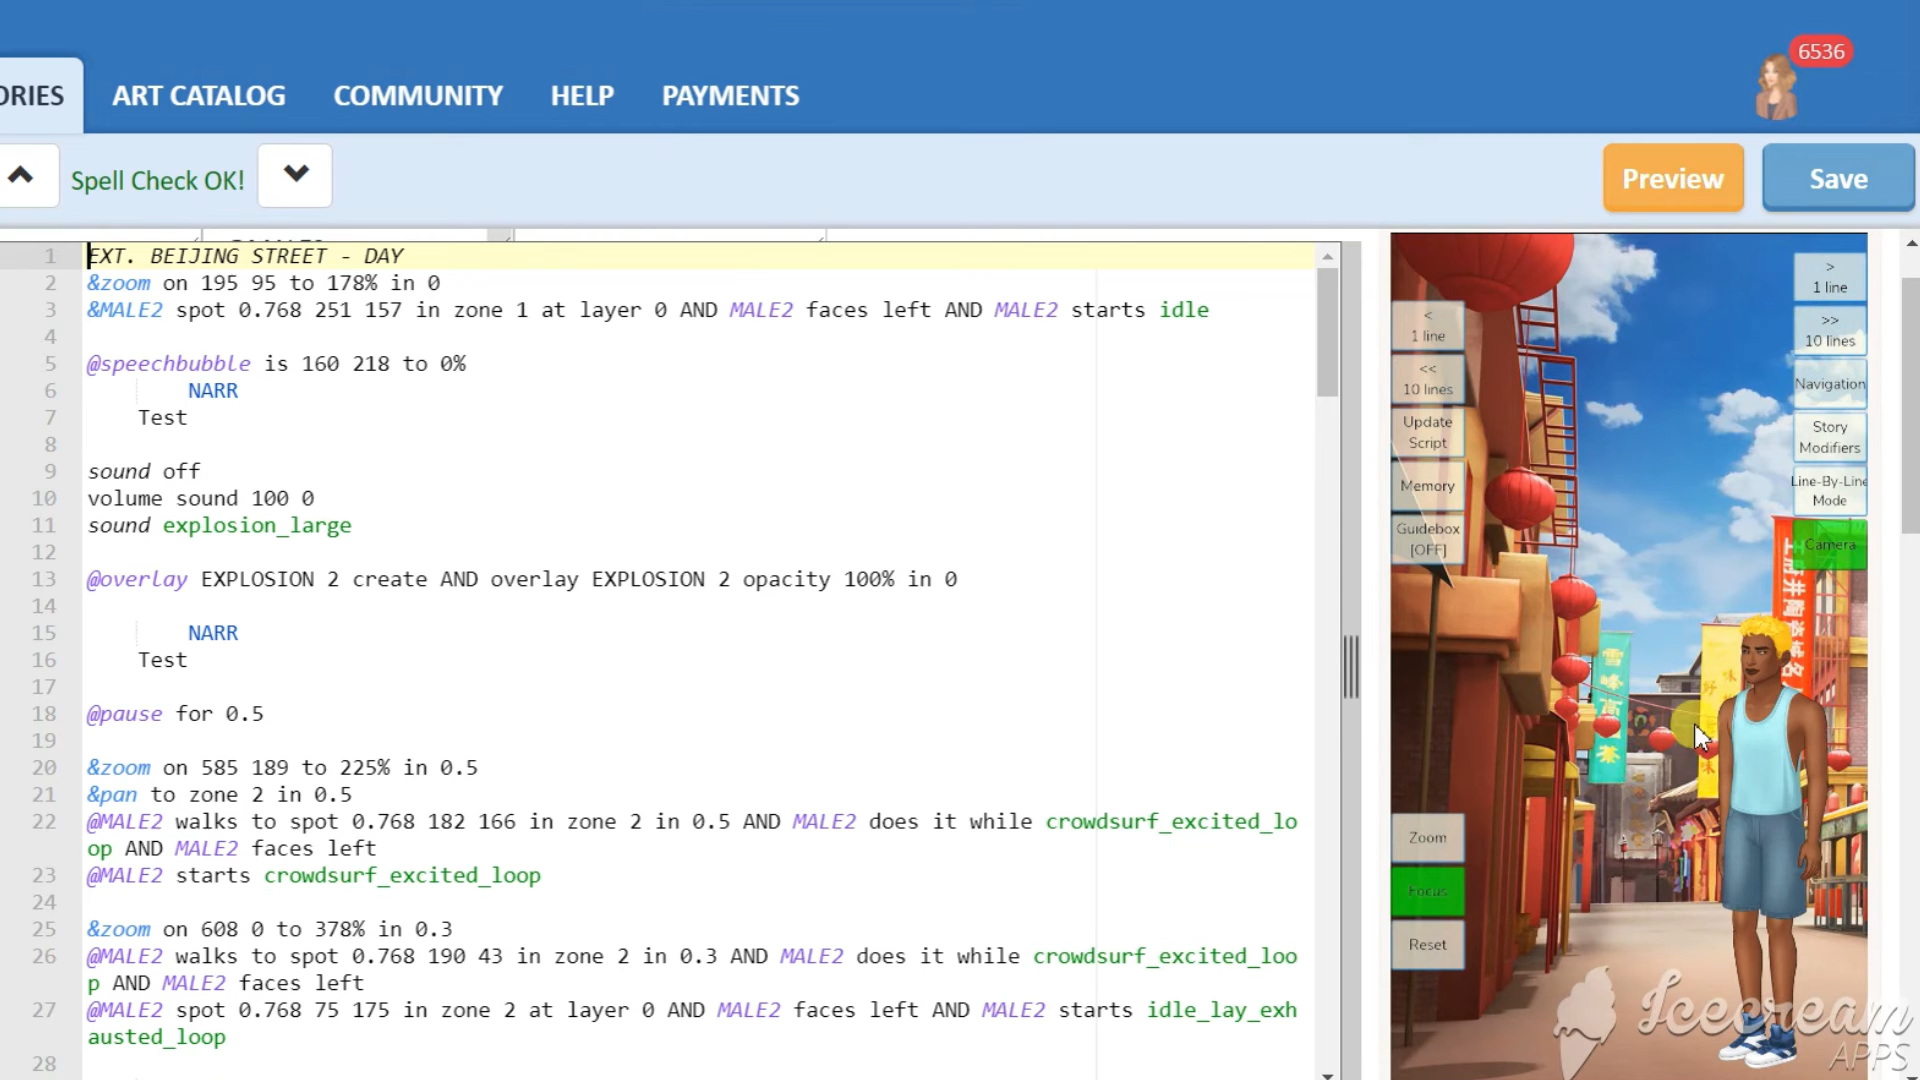 6536
ORIES
ART CATALOG
COMMUNITY
HELP
PAYMENTS
Spell Check OK!
Preview
Save
1 EXT. BEIJING STREET - DAY
2 &zoom on 195 95 to 178% in 0
3 &MALE2 spot 0.768 251 157 in zone 1 at layer 0 AND MALE2 faces left AND MALE2 starts idle
4
5 @speechbubble is 160 218 to 0%
6 NARR
7 Test
8
9 sound off
10 volume sound 100 0
11 sound explosion_large
12
13 @overlay EXPLOSION 2 create AND overlay EXPLOSION 2 opacity 100% in 0
14
15 NARR
16 Test
17
18 @pause for 0.5
19
20 &zoom on 585 189 to 225% in 0.5
21 &pan to zone 2 in 0.5
22 @MALE2 walks to spot 0.768 182 166 in zone 2 in 0.5 AND MALE2 does it while crowdsurf_excited_lo
op AND MALE2 faces left
23 @MALE2 starts crowdsurf_excited_loop
24
25 &zoom on 608 0 to 378% in 0.3
26 @MALE2 walks to spot 0.768 190 43 in zone 2 in 0.3 AND MALE2 does it while crowdsurf_excited_loo
p AND MALE2 faces left
27 @MALE2 spot 0.768 75 175 in zone 2 at layer 0 AND MALE2 faces left AND MALE2 starts idle_lay_exh
austed_loop
28
<
1 line
<<
10 lines
Update
Script
Memory
Guidebox
[OFF]
Zoom
Focus
Reset
>
1 line
>>
10 lines
Navigation
Story
Modifiers
Line-By-Line
Mode
Camera
Icecream
APPS